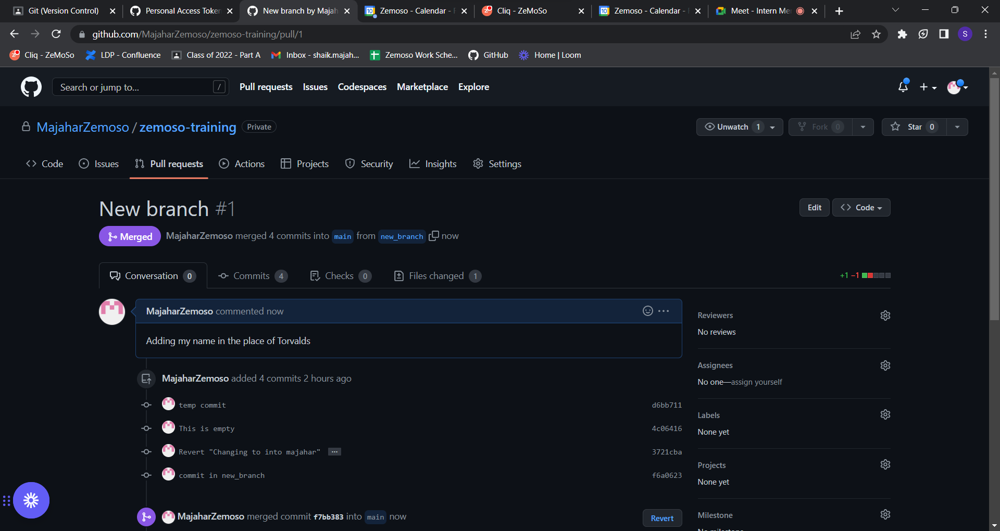 Git (Version Control)
Personal Access Token
New branch by Majah
Zemoso - Calendar -
Cliq - ZeMoSo
Zemoso - Calendar -
Meet - Intern Me
github.com/MajaharZemoso/zemoso-training/pull/1
S
Cliq - ZeMoSo
LDP - Confluence
Class of 2022 - Part A
Inbox - shaik.majah...
Zemoso Work Sche...
GitHub
Home | Loom
Search or jump to...
/
Pull requests
Issues
Codespaces
Marketplace
Explore
MajaharZemoso / zemoso-training
Private
Unwatch 1
Fork 0
Star 0
Code
Issues
Pull requests
Actions
Projects
Security
Insights
Settings
New branch #1
Edit
Code
Merged
MajaharZemoso merged 4 commits into main from new_branch now
Conversation 0
Commits 4
Checks 0
Files changed 1
+1 −1
MajaharZemoso commented now
Adding my name in the place of Torvalds
MajaharZemoso added 4 commits 2 hours ago
temp commit d6bb711
This is empty 4c06416
Revert "Changing to into majahar" ... 3721cba
commit in new_branch f6a0623
MajaharZemoso merged commit f7bb383 into main now
Revert
Reviewers
No reviews
Assignees
No one—assign yourself
Labels
None yet
Projects
None yet
Milestone
No milestone